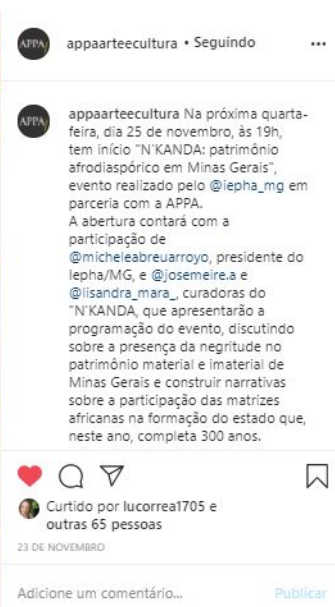 APPA
appaarteecultura • Seguindo
APPA
appaarteecultura Na próxima quarta-
feira, dia 25 de novembro, às 19h,
tem início "N'KANDA: patrimônio
afrodiaspórico em Minas Gerais",
evento realizado pelo @iepha_mg em
parceria com a APPA.
A abertura contará com a
participação de
@micheleabreuarroyo, presidente do
Iepha/MG, e @josemeire.a e
@lisandra_mara_, curadoras do
"N'KANDA, que apresentarão a
programação do evento, discutindo
sobre a presença da negritude no
patrimônio material e imaterial de
Minas Gerais e construir narrativas
sobre a participação das matrizes
africanas na formação do estado que,
neste ano, completa 300 anos.
Curtido por lucorrea1705 e
outras 65 pessoas
23 DE NOVEMBRO
Adicione um comentário... Publicar